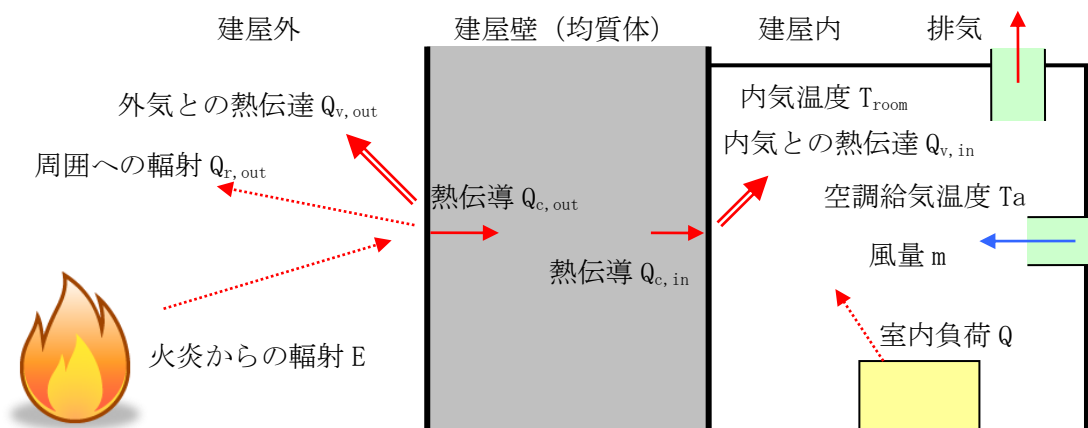 建屋外
建屋壁（均質体）
建屋内
排気
外気との熱伝達 Qv,out
内気温度 Troom
周囲への輻射 Qr,out
内気との熱伝達 Qv,in
熱伝導 Qc,out
空調給気温度 Ta
風量 m
熱伝導 Qc,in
火炎からの輻射 E
室内負荷 Q